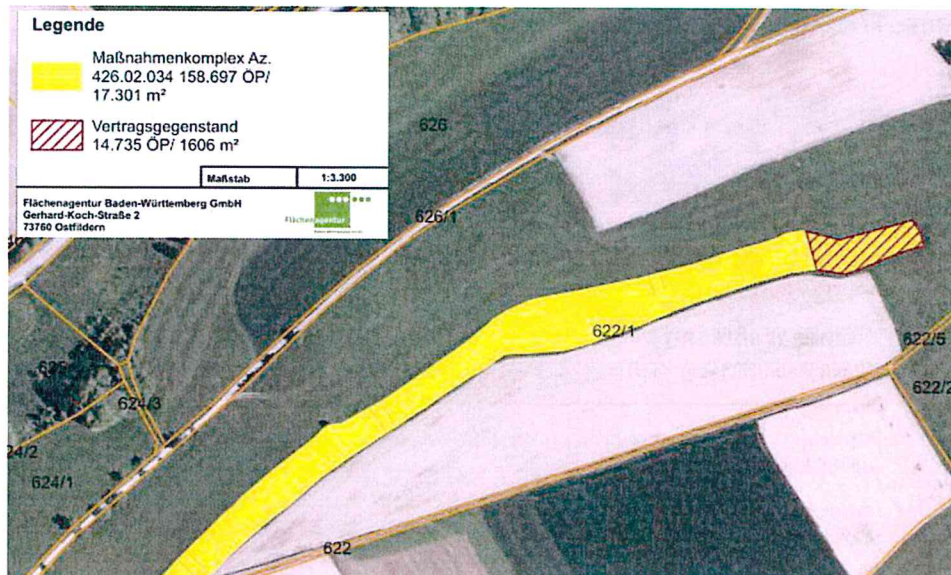 Legende
Maßnahmenkomplex Az.
426.02.034 158.697 ÖP/
17.301 m²
Vertragsgegenstand
14.735 ÖP/ 1606 m²
Maßstab 1:3.300
Flächenagentur Baden-Württemberg GmbH
Gerhard-Koch-Straße 2
73760 Ostfildern
Flächenagentur
626
626/1
622/1
622/5
622/2
624/3
24/2
624/1
622